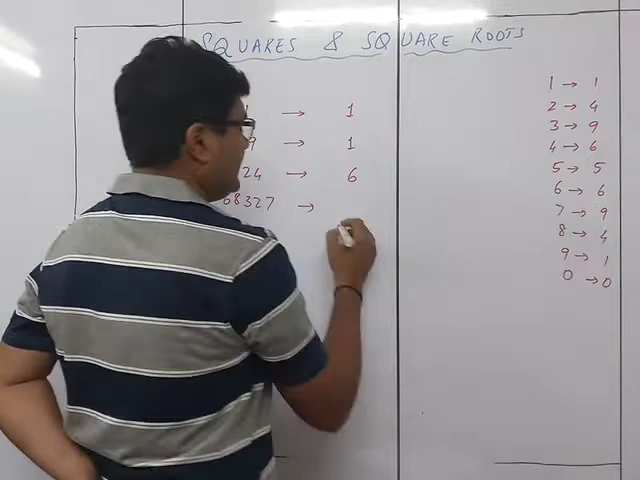 SQUARES & SQUARE ROOTS
→ 1
9 → 1
24 → 6
68327 →
1 → 1
2 → 4
3 → 9
4 → 6
5 → 5
6 → 6
7 → 9
8 → 4
9 → 1
0 → 0